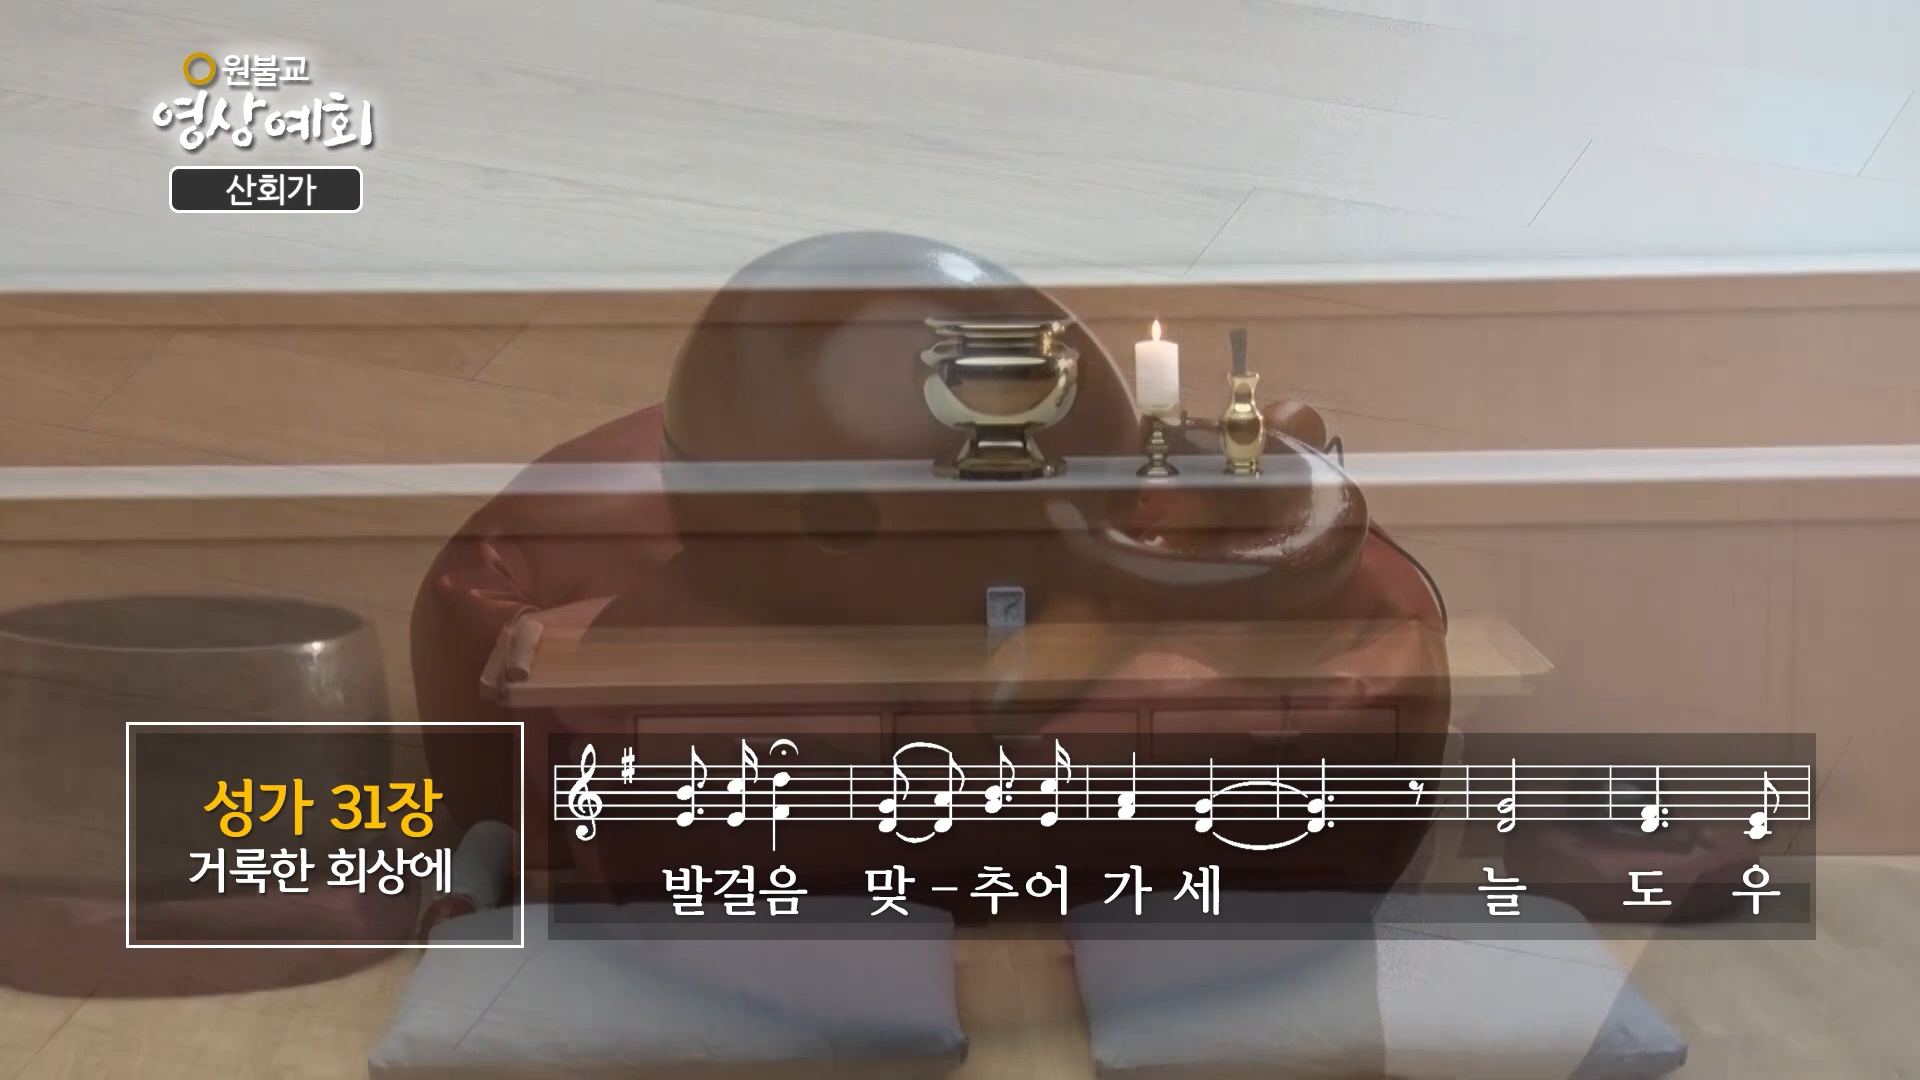 원불교
영상예회
산회가
성가 31장
거룩한 회상에
발걸음 맞-추어 가 세 늘 도 우